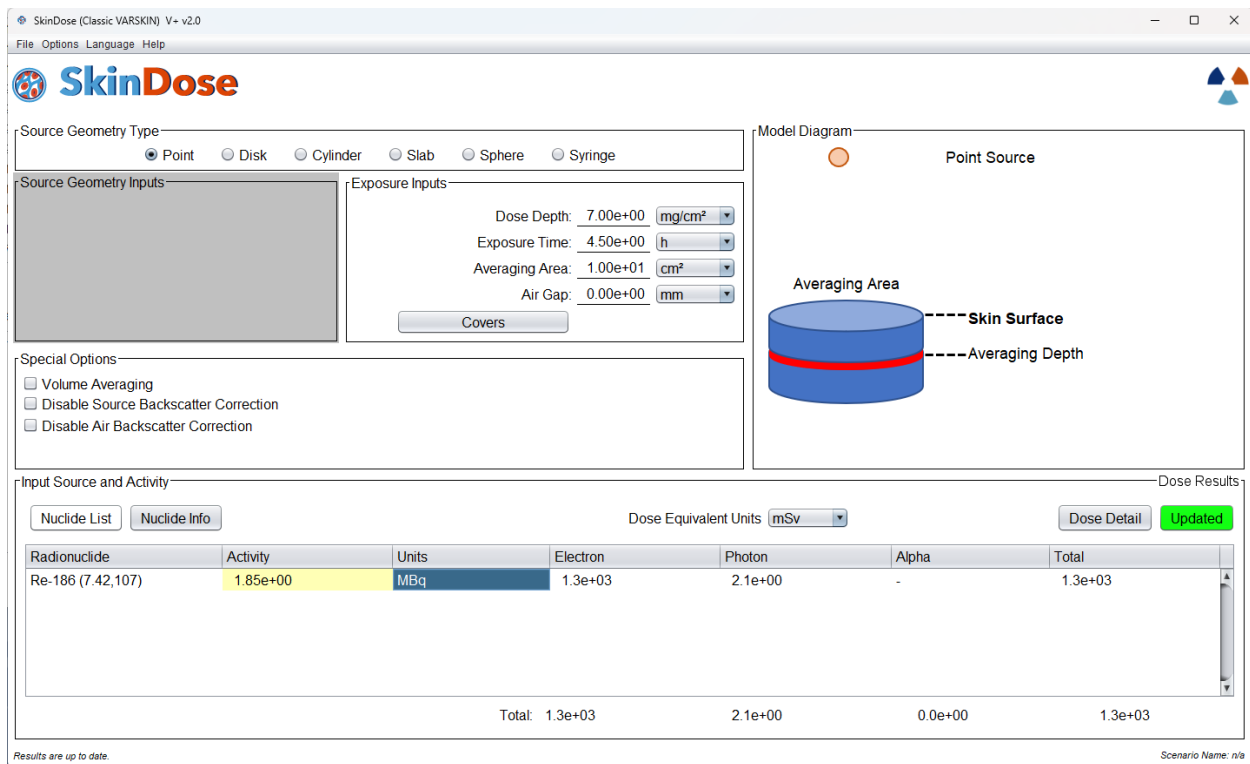 SkinDose (Classic VARSKIN) V+ v2.0
File Options Language Help
SkinDose
Source Geometry Type
Point Disk Cylinder Slab Sphere Syringe
Source Geometry Inputs
Exposure Inputs
Dose Depth: 7.00e+00 mg/cm²
Exposure Time: 4.50e+00 h
Averaging Area: 1.00e+01 cm²
Air Gap: 0.00e+00 mm
Covers
Special Options
Volume Averaging
Disable Source Backscatter Correction
Disable Air Backscatter Correction
Model Diagram
Point Source
Averaging Area
Skin Surface
Averaging Depth
Input Source and Activity Dose Results
Nuclide List Nuclide Info Dose Equivalent Units mSv Dose Detail Updated
Radionuclide Activity Units Electron Photon Alpha Total
Re-186 (7.42,107) 1.85e+00 MBq 1.3e+03 2.1e+00 - 1.3e+03
Total: 1.3e+03 2.1e+00 0.0e+00 1.3e+03
Results are up to date. Scenario Name: n/a